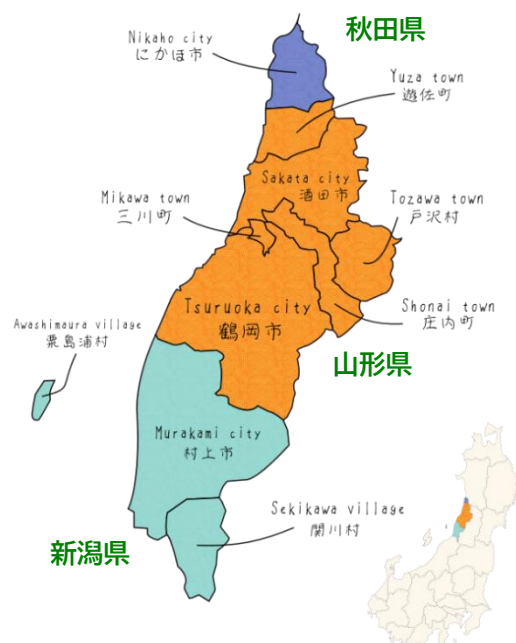 秋田県
Nikaho city
にかほ市
Yuza town
遊佐町
Sakata city
酒田市
Mikawa town
三川町
Tozawa town
戸沢村
Tsuruoka city
鶴岡市
Shonai town
庄内町
Awashimaura village
粟島浦村
山形県
Murakami city
村上市
Sekikawa village
関川村
新潟県